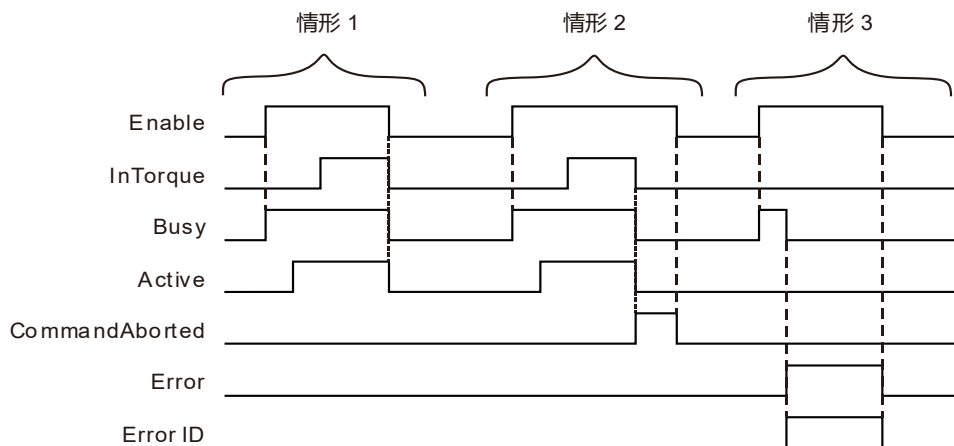 情形 1 情形 2 情形 3
Enable
InTorque
Busy
Active
CommandAborted
Error
Error ID